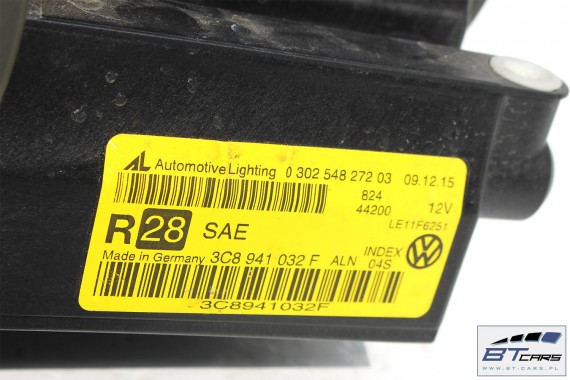 AL Automotive Lighting 0 302 548 272 03 09.12.15
824
44200 12V
LE11F6251
R 28 SAE
Made in Germany 3C8 941 032 F ALN INDEX 04S
3C8941032F
BT CARS
WWW.BT-CARS.PL